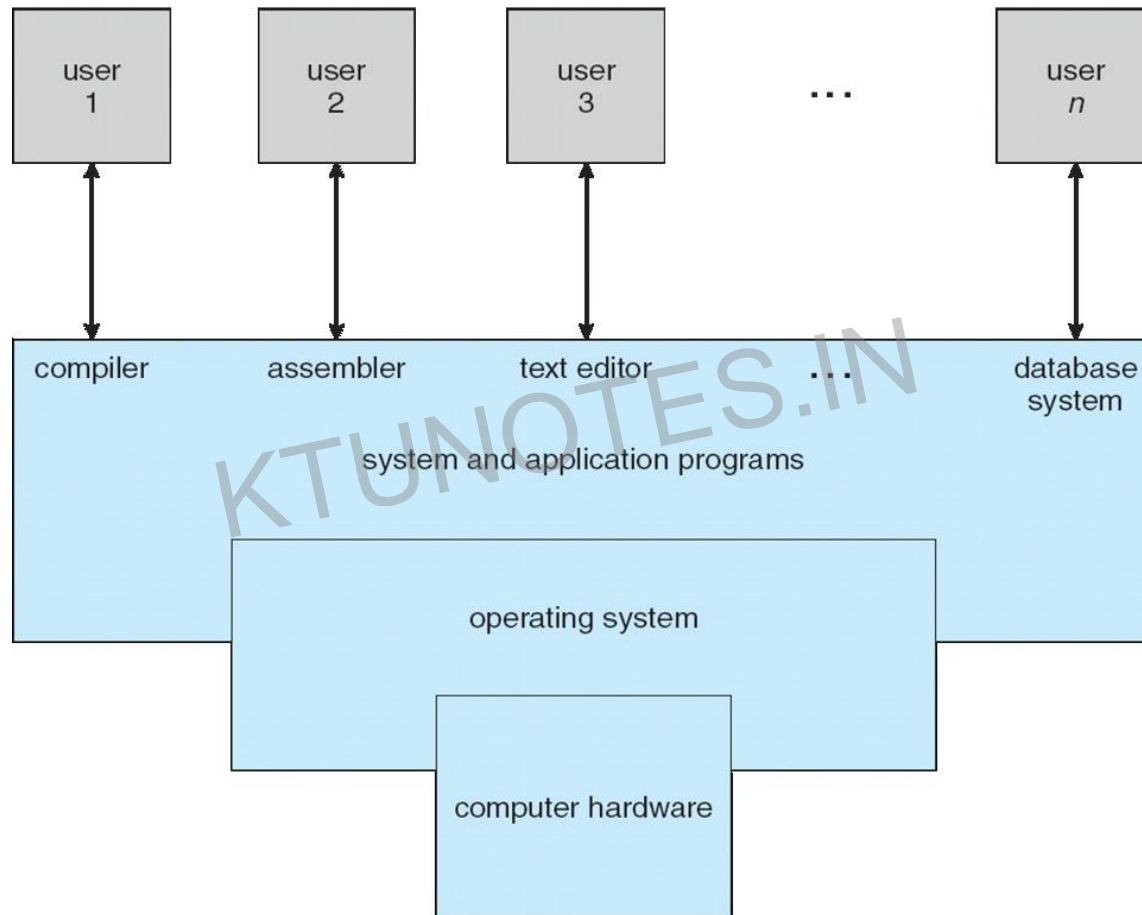 user
1
user
2
user
3
...
user
n
compiler
assembler
text editor
...
database
system
system and application programs
KTUNOTES.IN
operating system
computer hardware